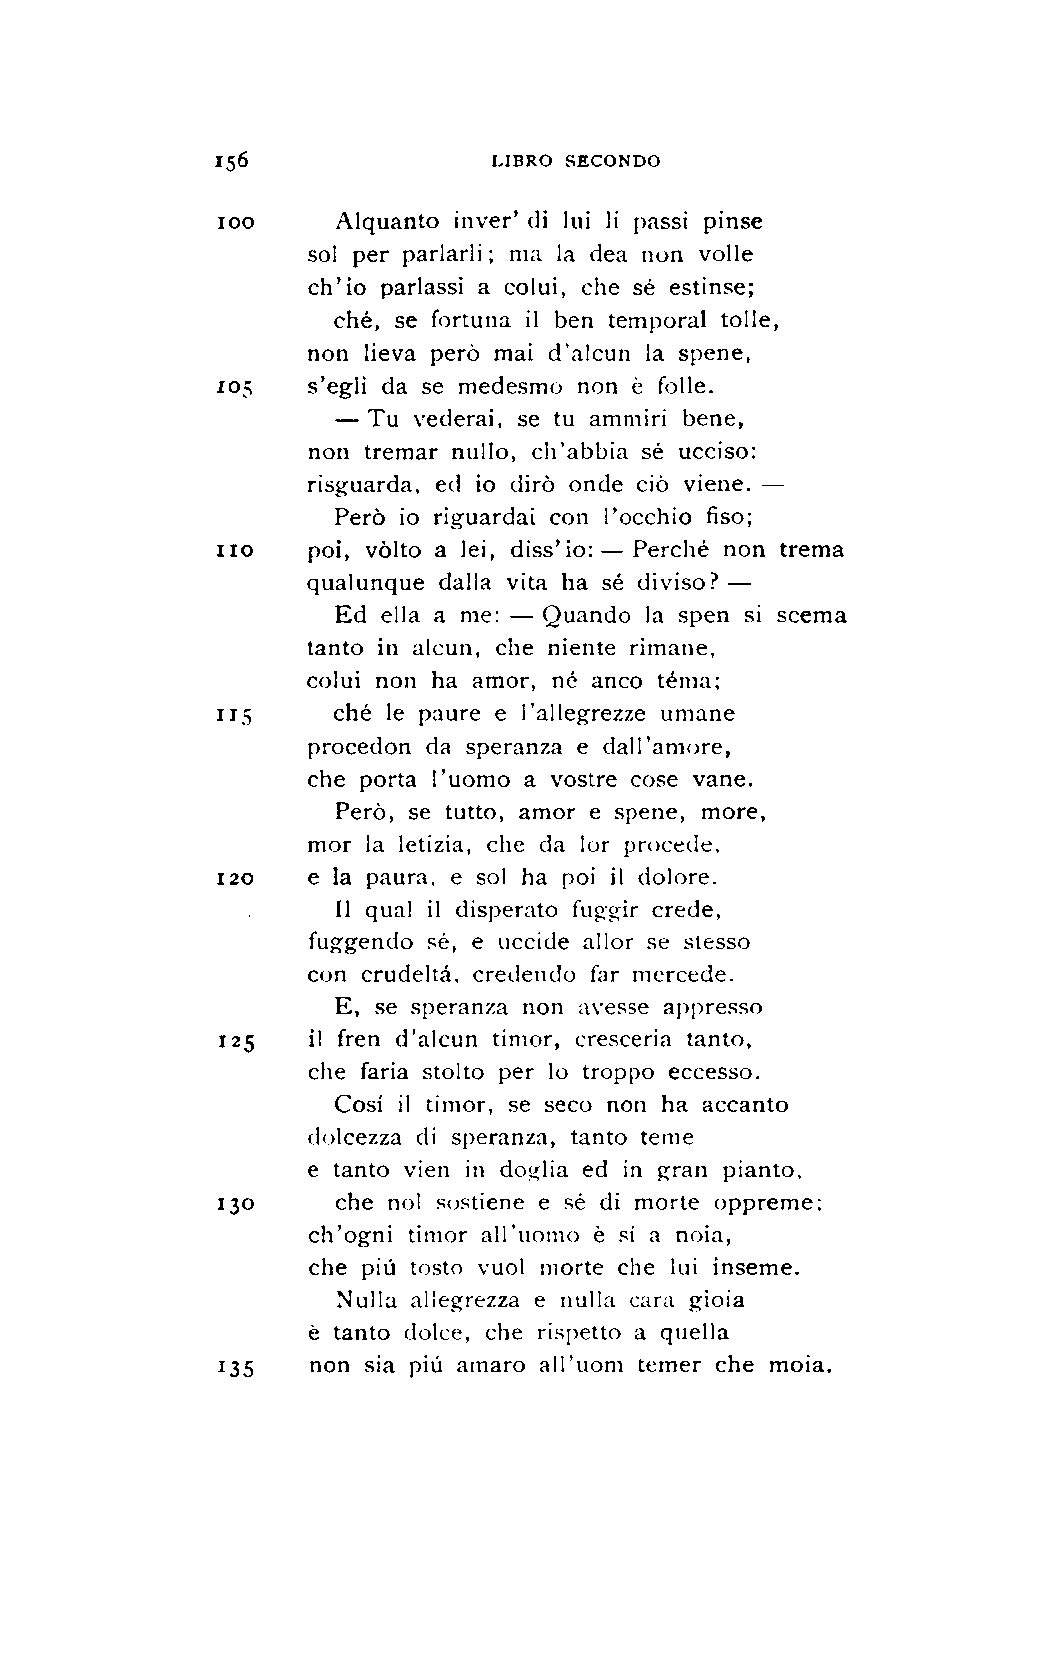 156 LIBRO SECONDO
100 Alquanto inver' di lui li passi pinse
sol per parlarli; ma la dea non volle
ch'io parlassi a colui, che sé estinse;
ché, se fortuna il ben temporal tolle,
non lieva però mai d'alcun la spene,
105 s'egli da se medesmo non è folle.
— Tu vederai, se tu ammiri bene,
non tremar nullo, ch'abbia sé ucciso:
risguarda, ed io dirò onde ciò viene. —
Però io riguardai con l'occhio fiso;
110 poi, vòlto a lei, diss'io: — Perché non trema
qualunque dalla vita ha sé diviso? —
Ed ella a me: — Quando la spen si scema
tanto in alcun, che niente rimane,
colui non ha amor, né anco téma;
115 ché le paure e l'allegrezze umane
procedon da speranza e dall'amore,
che porta l'uomo a vostre cose vane.
Però, se tutto, amor e spene, more,
mor la letizia, che da lor procede,
120 e la paura, e sol ha poi il dolore.
Il qual il disperato fuggir crede,
fuggendo sé, e uccide allor se stesso
con crudeltá, credendo far mercede.
E, se speranza non avesse appresso
125 il fren d'alcun timor, cresceria tanto,
che faria stolto per lo troppo eccesso.
Cosí il timor, se seco non ha accanto
dolcezza di speranza, tanto teme
e tanto vien in doglia ed in gran pianto,
130 che nol sostiene e sé di morte oppreme;
ch'ogni timor all'uomo è sí a noia,
che piú tosto vuol morte che lui inseme.
Nulla allegrezza e nulla cara gioia
è tanto dolce, che rispetto a quella
135 non sia piú amaro all'uom temer che moia.